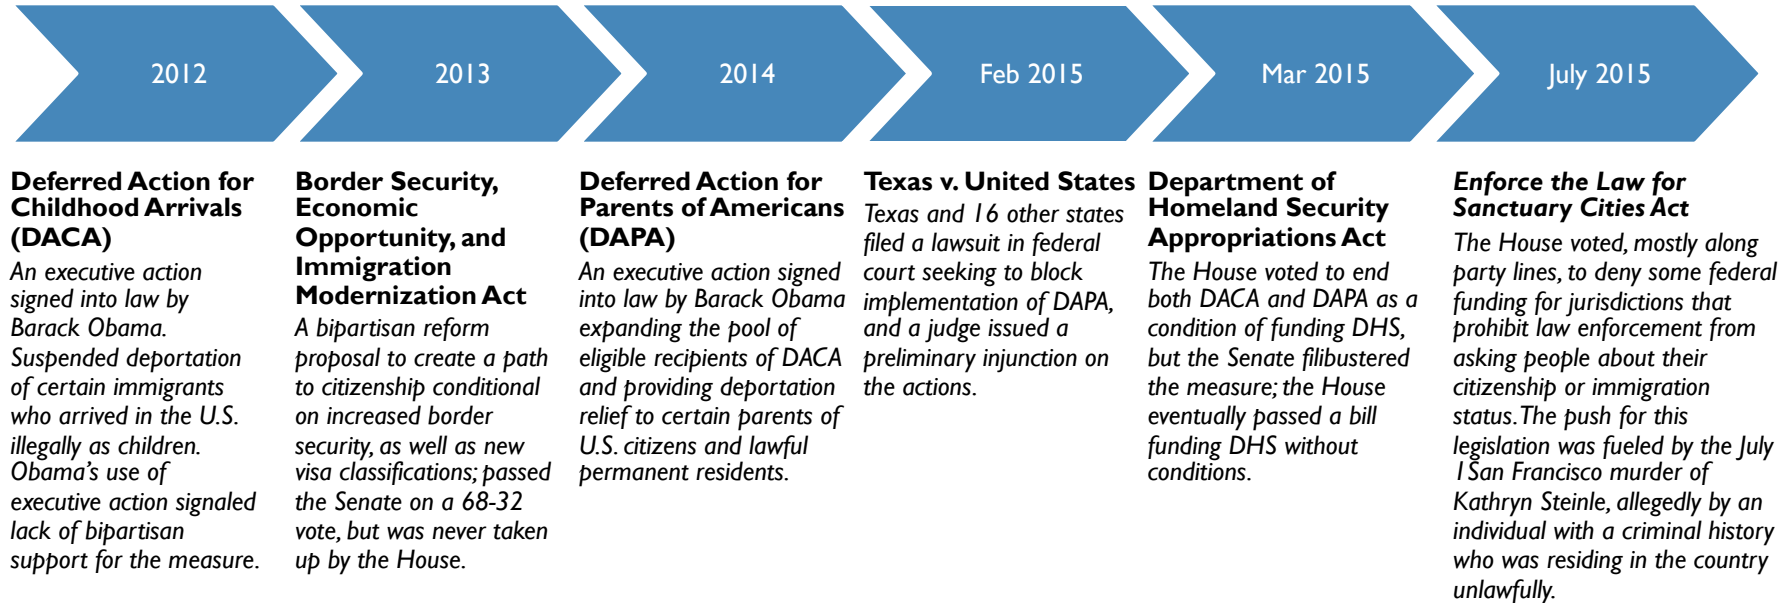 2012
2013
2014
Feb 2015
Mar 2015
July 2015
Deferred Action for
Childhood Arrivals
(DACA)
An executive action
signed into law by
Barack Obama.
Suspended deportation
of certain immigrants
who arrived in the U.S.
illegally as children.
Obama's use of
executive action signaled
lack of bipartisan
support for the measure.
Border Security,
Economic
Opportunity, and
Immigration
Modernization Act
A bipartisan reform
proposal to create a path
to citizenship conditional
on increased border
security, as well as new
visa classifications; passed
the Senate on a 68-32
vote, but was never taken
up by the House.
Deferred Action for
Parents of Americans
(DAPA)
An executive action signed
into law by Barack Obama
expanding the pool of
eligible recipients of DACA
and providing deportation
relief to certain parents of
U.S. citizens and lawful
permanent residents.
Texas v. United States
Texas and 16 other states
filed a lawsuit in federal
court seeking to block
implementation of DAPA,
and a judge issued a
preliminary injunction on
the actions.
Department of
Homeland Security
Appropriations Act
The House voted to end
both DACA and DAPA as a
condition of funding DHS,
but the Senate filibustered
the measure; the House
eventually passed a bill
funding DHS without
conditions.
Enforce the Law for
Sanctuary Cities Act
The House voted, mostly along
party lines, to deny some federal
funding for jurisdictions that
prohibit law enforcement from
asking people about their
citizenship or immigration
status. The push for this
legislation was fueled by the July
1 San Francisco murder of
Kathryn Steinle, allegedly by an
individual with a criminal history
who was residing in the country
unlawfully.